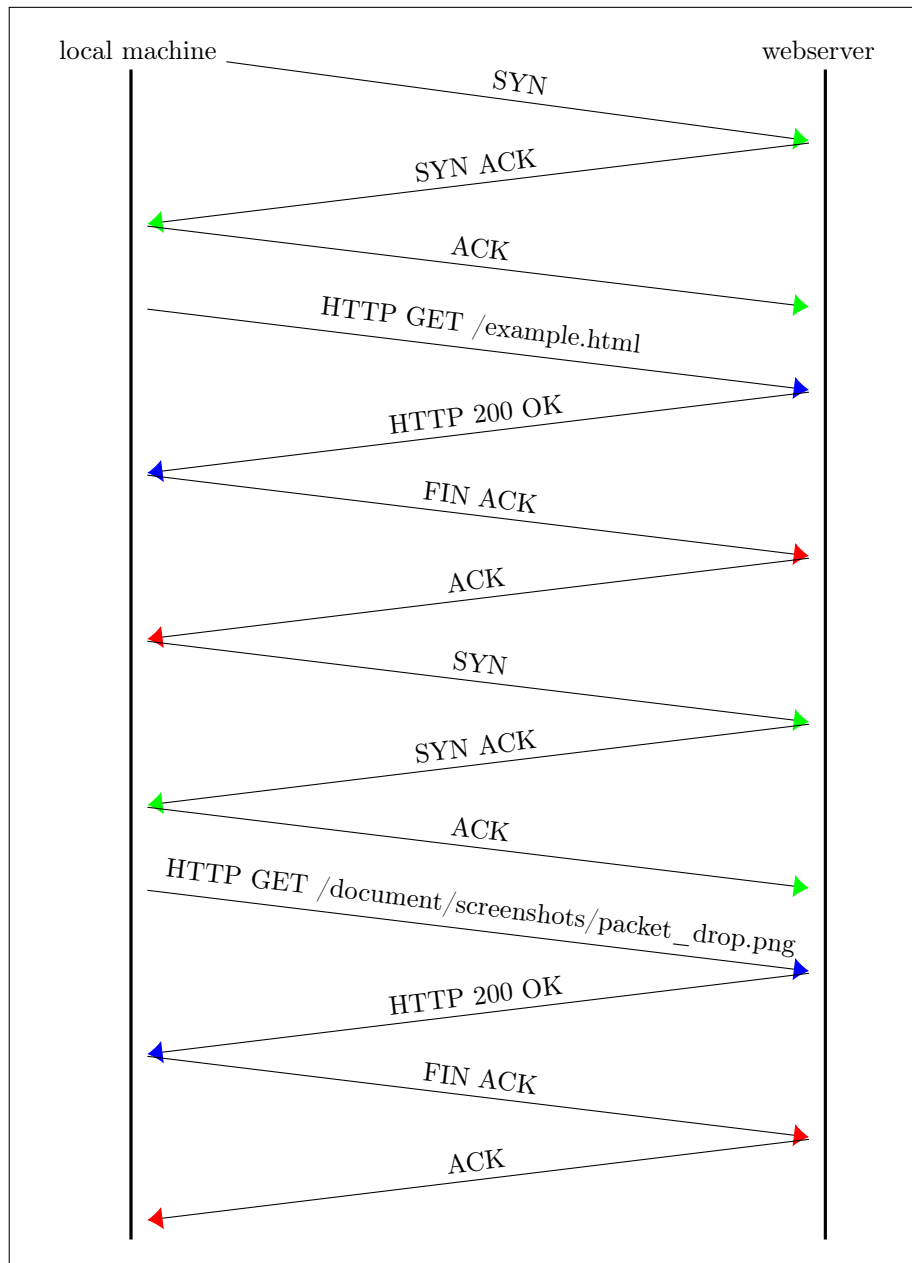 local machine
webserver
SYN
SYN ACK
ACK
HTTP GET /example.html
HTTP 200 OK
FIN ACK
ACK
SYN
SYN ACK
ACK
HTTP GET /document/screenshots/packet_drop.png
HTTP 200 OK
FIN ACK
ACK